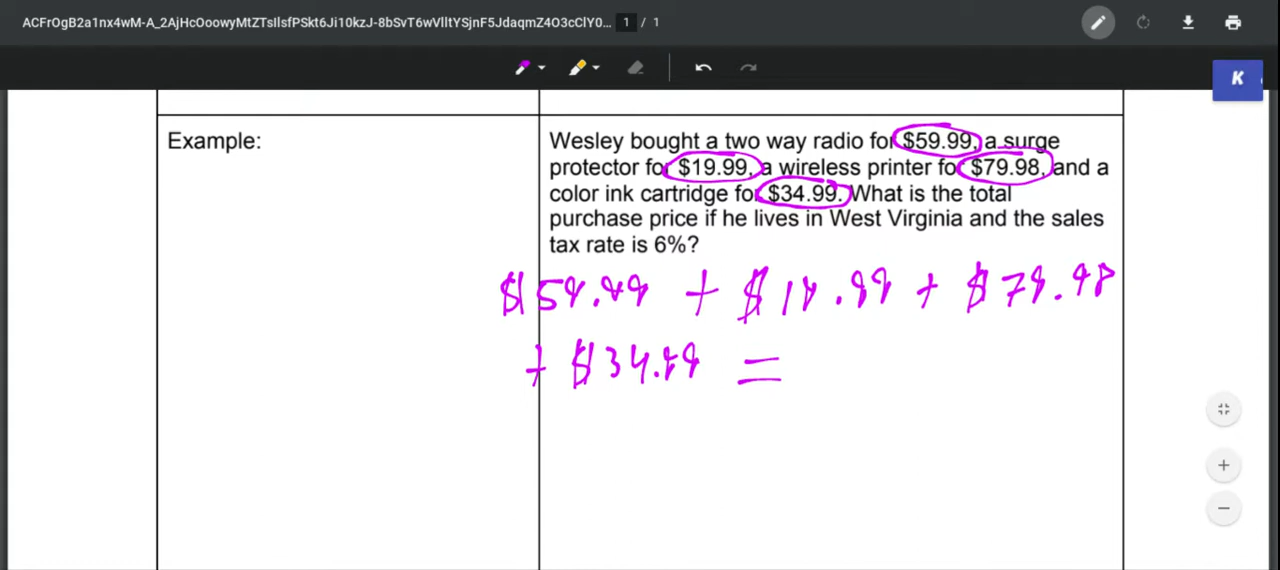 ACFrOgB2a1nx4wM-A_2AjHcOoowyMtZTsIlsfPSkt6Ji10kzJ-8bSvT6wVlltYSjnF5JdaqmZ4O3cClY0... 1 / 1
K
Example:
Wesley bought a two way radio for $59.99, a surge
protector for $19.99, a wireless printer for $79.98, and a
color ink cartridge for $34.99. What is the total
purchase price if he lives in West Virginia and the sales
tax rate is 6%?
$59.99 + $19.99 + $79.98
+ $34.99 =